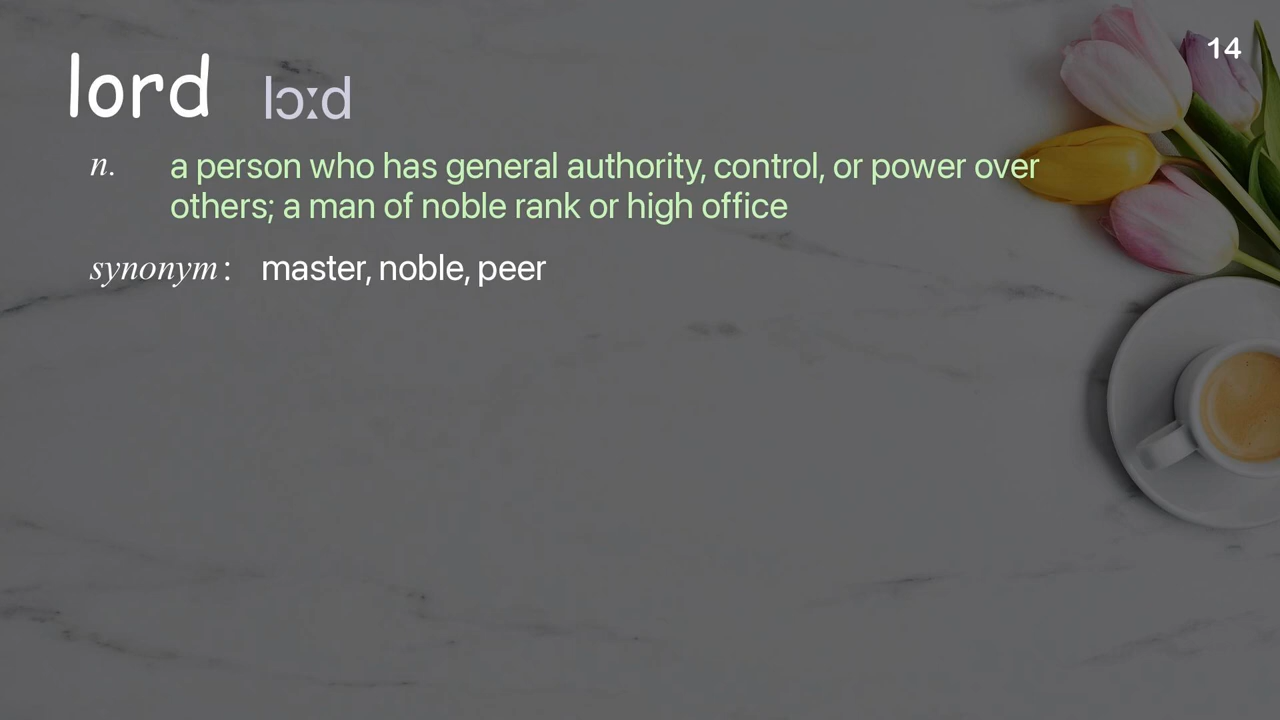 14
lord lɔːd
n. a person who has general authority, control, or power over
others; a man of noble rank or high office
synonym: master, noble, peer